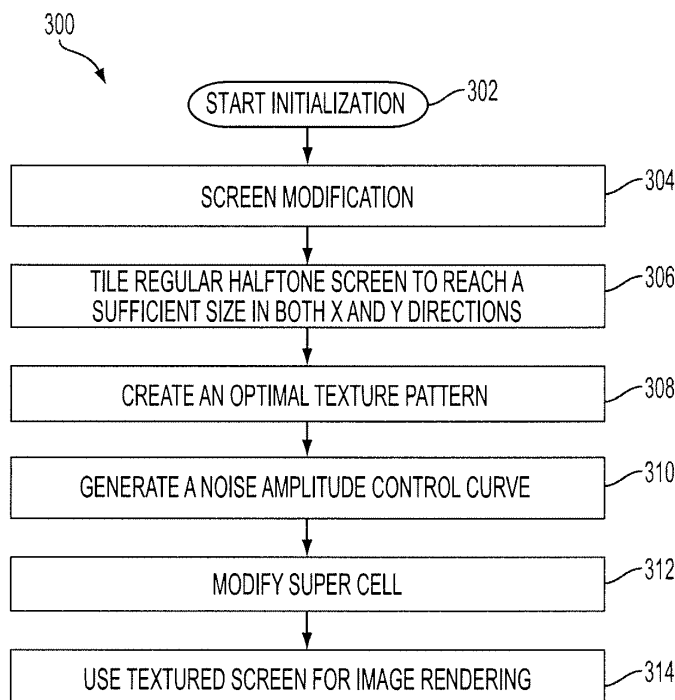 300
START INITIALIZATION
302
SCREEN MODIFICATION
304
TILE REGULAR HALFTONE SCREEN TO REACH A
SUFFICIENT SIZE IN BOTH X AND Y DIRECTIONS
306
CREATE AN OPTIMAL TEXTURE PATTERN
308
GENERATE A NOISE AMPLITUDE CONTROL CURVE
310
MODIFY SUPER CELL
312
USE TEXTURED SCREEN FOR IMAGE RENDERING
314